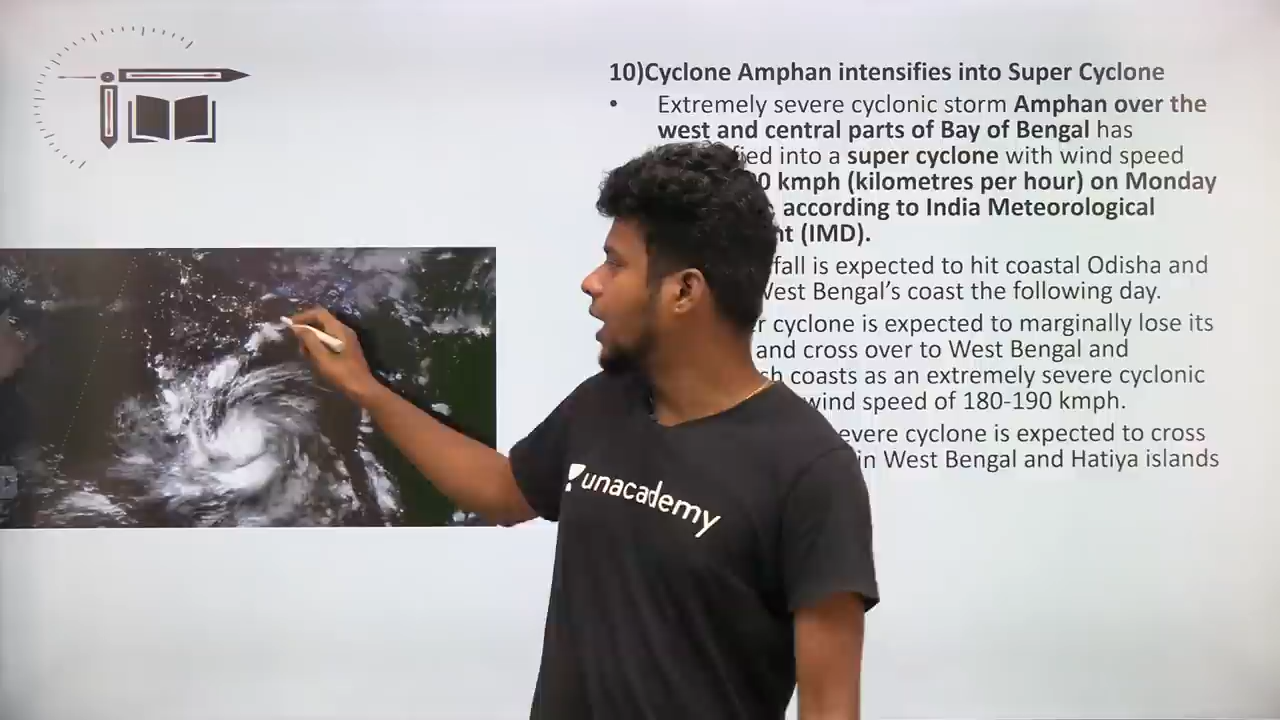 10)Cyclone Amphan intensifies into Super Cyclone
• Extremely severe cyclonic storm Amphan over the
west and central parts of Bay of Bengal has
into a super cyclone with wind speed
kmph (kilometres per hour) on Monday
according to India Meteorological
(IMD).
is expected to hit coastal Odisha and
West Bengal’s coast the following day.
cyclone is expected to marginally lose its
and cross over to West Bengal and
coasts as an extremely severe cyclonic
wind speed of 180-190 kmph.
cyclone is expected to cross
in West Bengal and Hatiya islands
unacademy